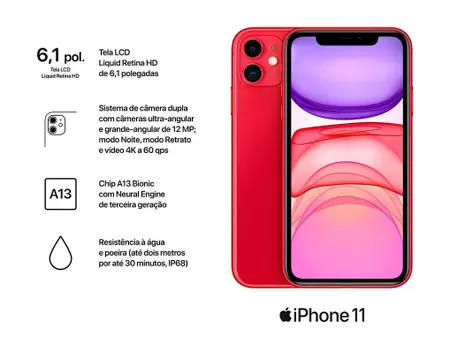 6,1 pol.
Tela LCD
Liquid Retina HD
Tela LCD
Liquid Retina HD
de 6,1 polegadas
Sistema de câmera dupla
com câmeras ultra-angular
e grande-angular de 12 MP;
modo Noite, modo Retrato
e vídeo 4K a 60 qps
A13
Chip A13 Bionic
com Neural Engine
de terceira geração
Resistência à água
e poeira (até dois metros
por até 30 minutos, IP68)
iPhone 11